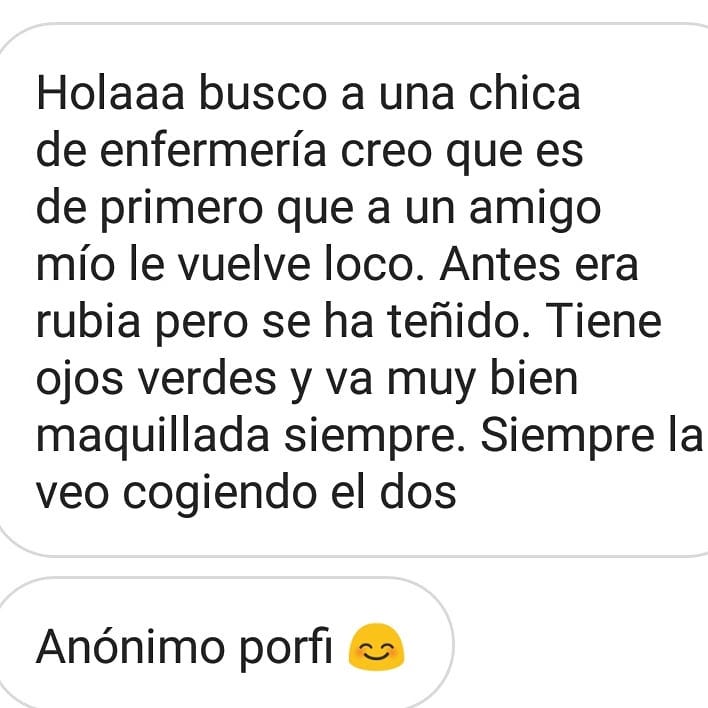 Holaaa busco a una chica
de enfermería creo que es
de primero que a un amigo
mío le vuelve loco. Antes era
rubia pero se ha teñido. Tiene
ojos verdes y va muy bien
maquillada siempre. Siempre la
veo cogiendo el dos
Anónimo porfi 😊